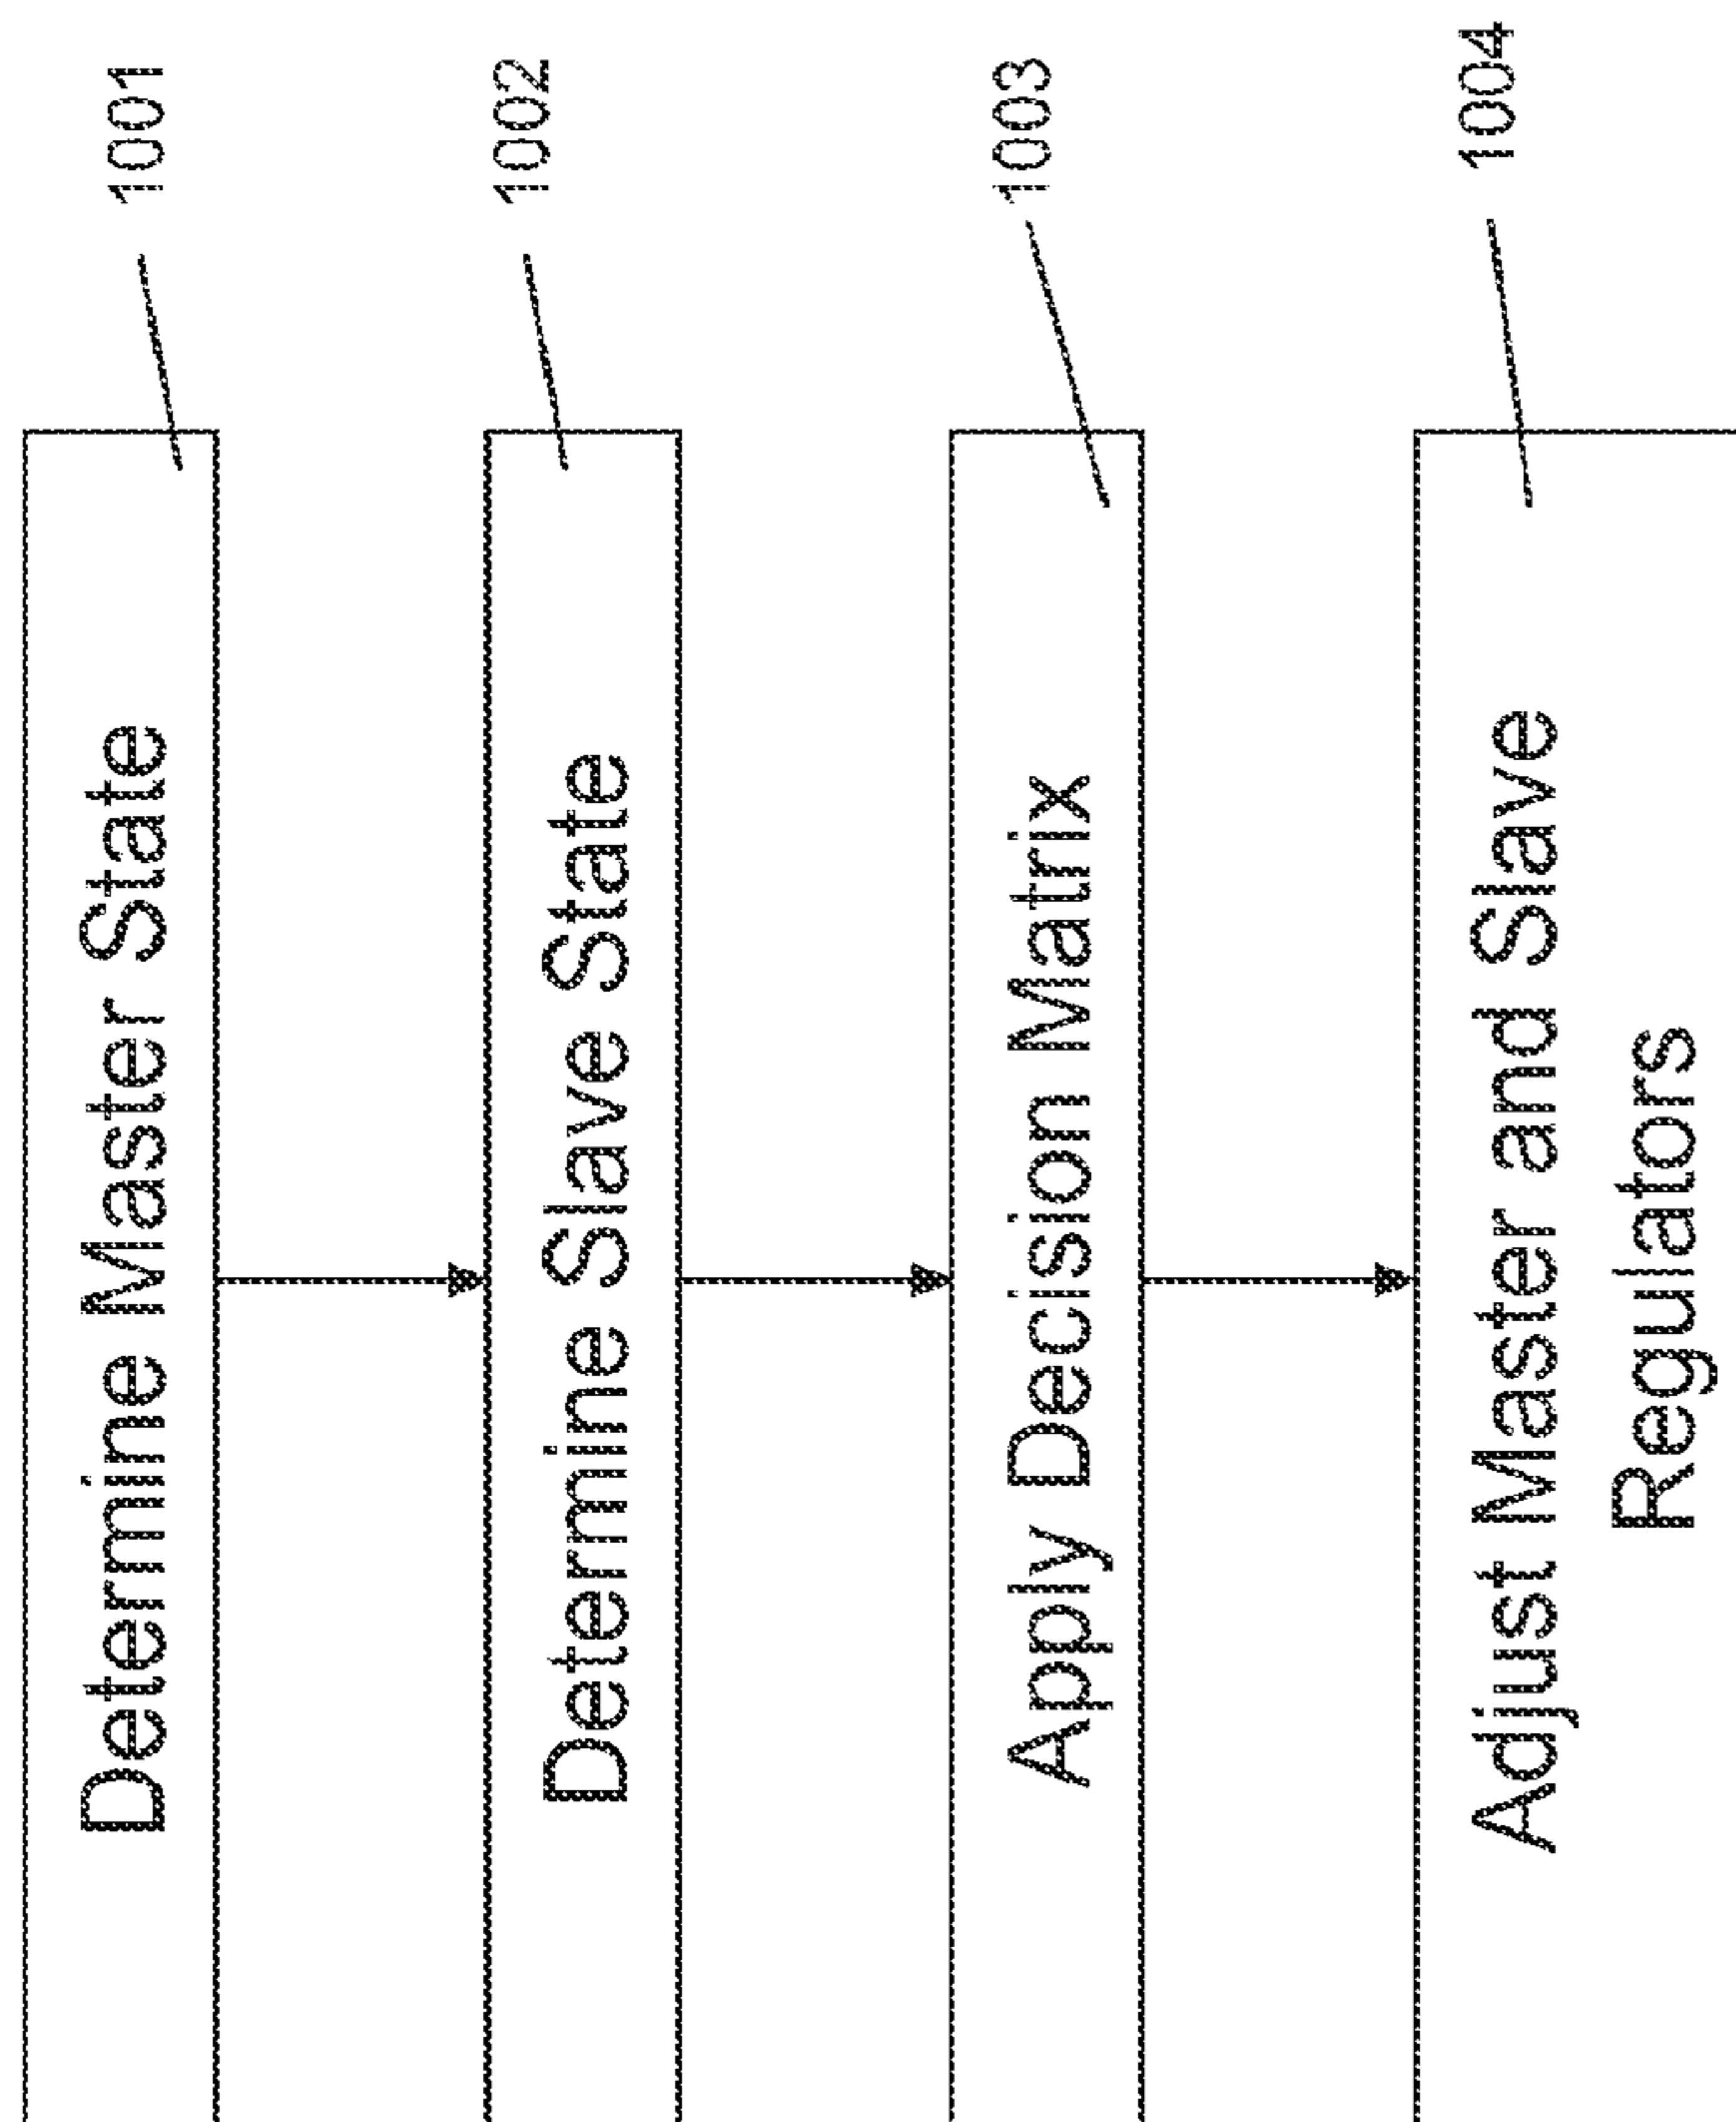 Determine Master State
1001
Determine Slave State
1002
Apply Decision Matrix
1003
Adjust Master and Slave
Regulators
1004